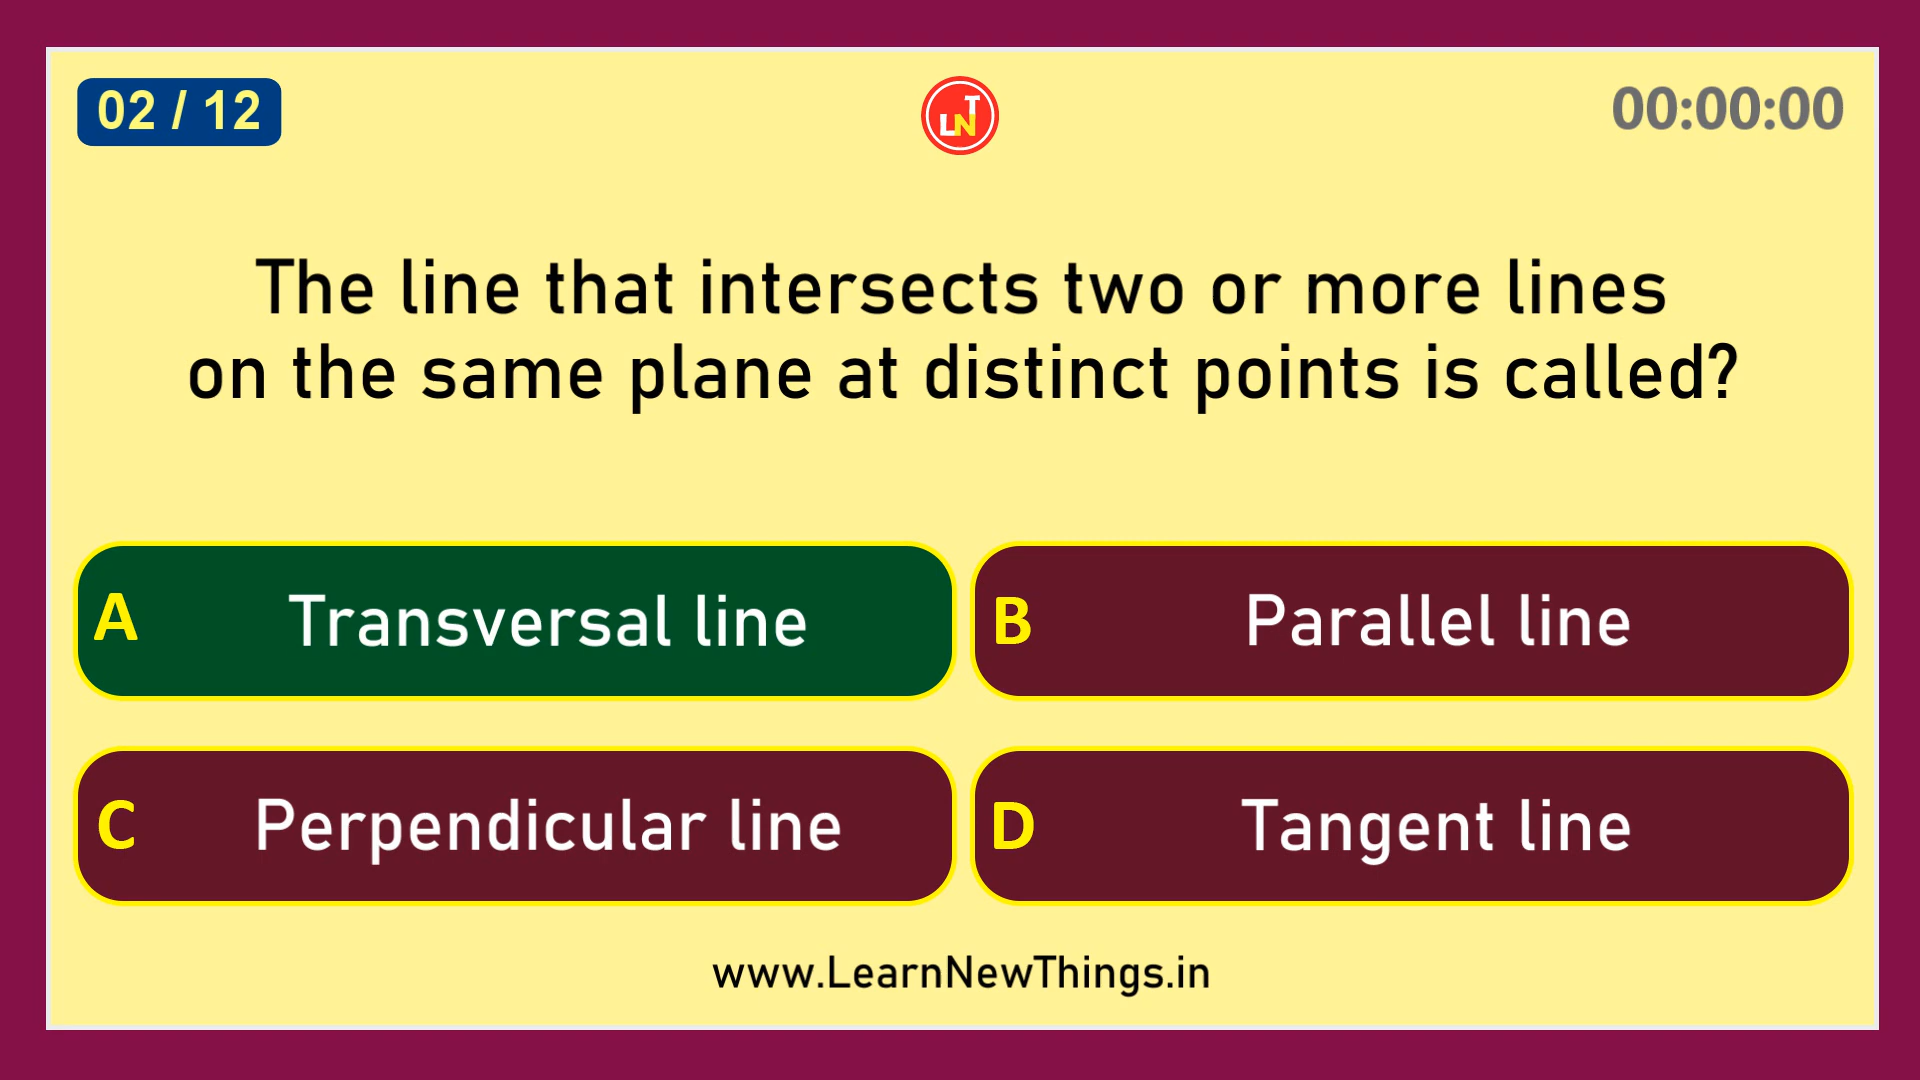 02 / 12
LNT
00:00:00
The line that intersects two or more lines
on the same plane at distinct points is called?
A Transversal line
B Parallel line
C Perpendicular line
D Tangent line
www.LearnNewThings.in